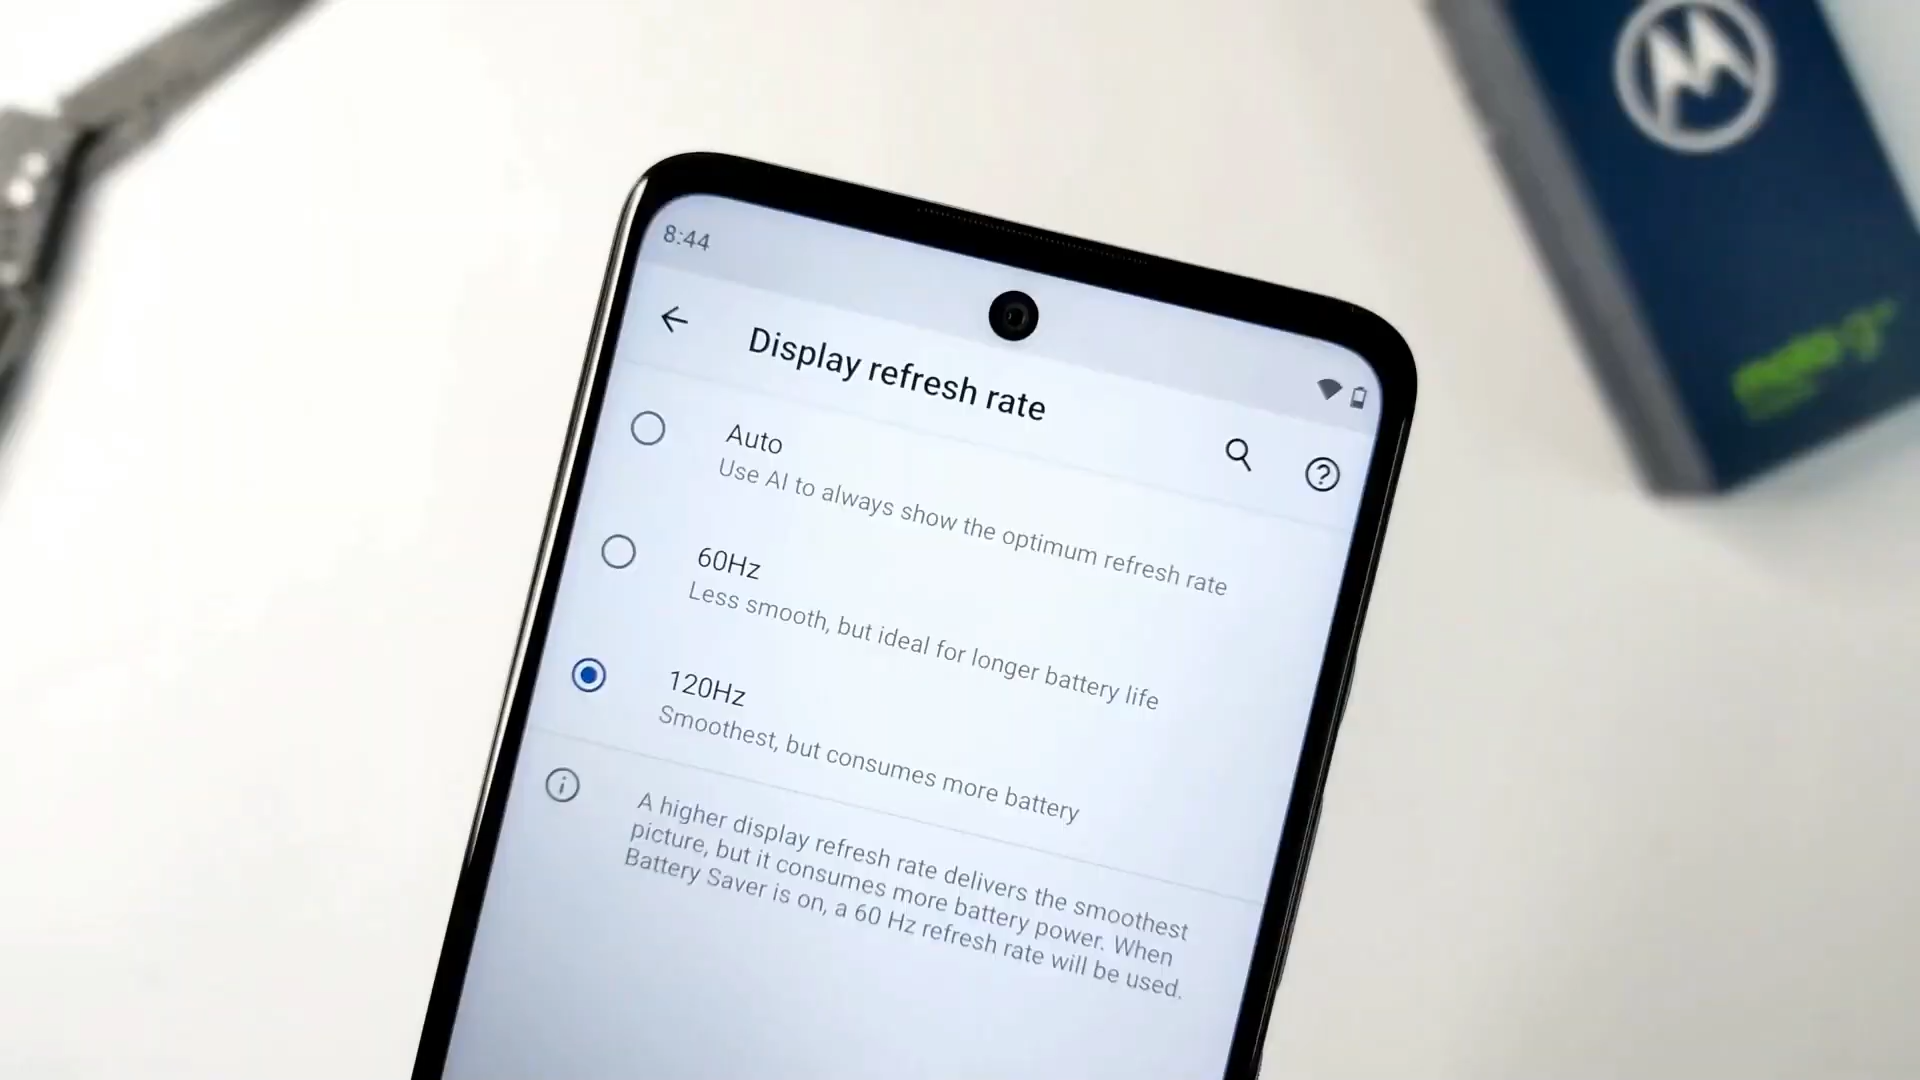 8:44
Display refresh rate
Auto
Use AI to always show the optimum refresh rate
60Hz
Less smooth, but ideal for longer battery life
120Hz
Smoothest, but consumes more battery
A higher display refresh rate delivers the smoothest
picture, but it consumes more battery power. When
Battery Saver is on, a 60 Hz refresh rate will be used.